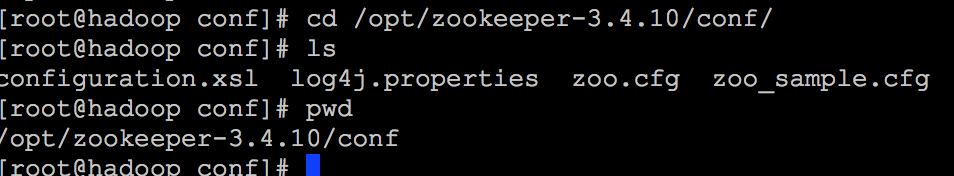 [root@hadoop conf]# cd /opt/zookeeper-3.4.10/conf/
[root@hadoop conf]# ls
configuration.xsl  log4j.properties  zoo.cfg  zoo_sample.cfg
[root@hadoop conf]# pwd
/opt/zookeeper-3.4.10/conf
[root@hadoop conf]#